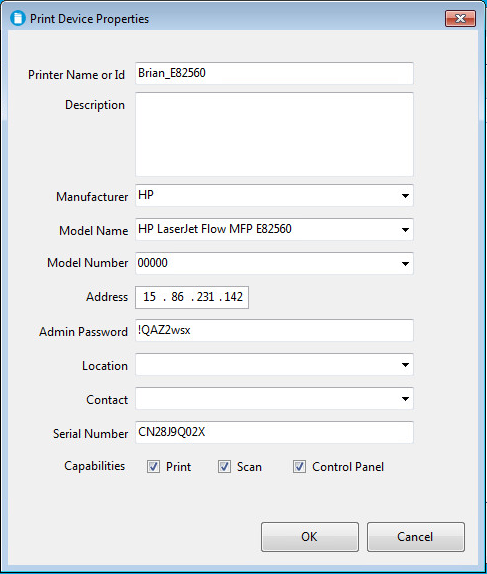 Print Device Properties
Printer Name or Id Brian_E82560
Description
Manufacturer HP
Model Name HP LaserJet Flow MFP E82560
Model Number 00000
Address 15 . 86 . 231 . 142
Admin Password !QAZ2wsx
Location
Contact
Serial Number CN28J9Q02X
Capabilities Print Scan Control Panel
OK Cancel